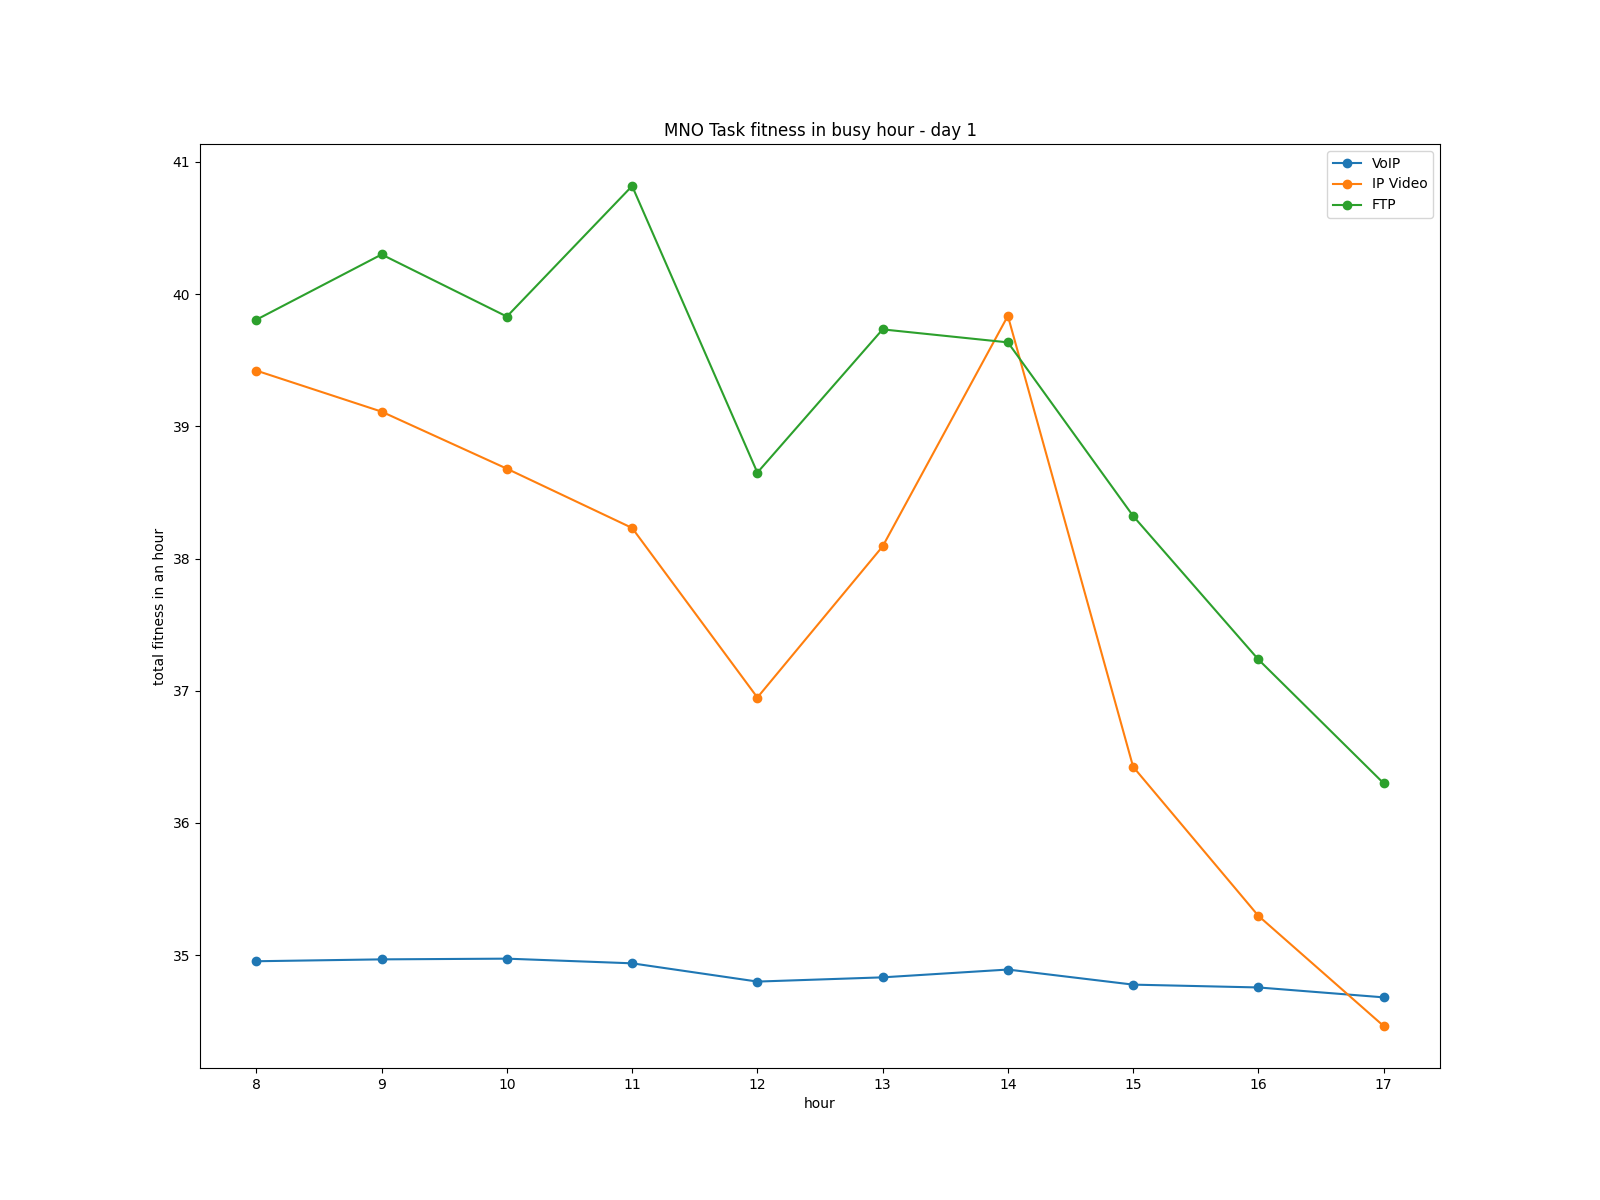 MNO Task fitness in busy hour - day 1
VoIP
IP Video
FTP
total fitness in an hour
41
40
39
38
37
36
35
8 9 10 11 12 13 14 15 16 17
hour